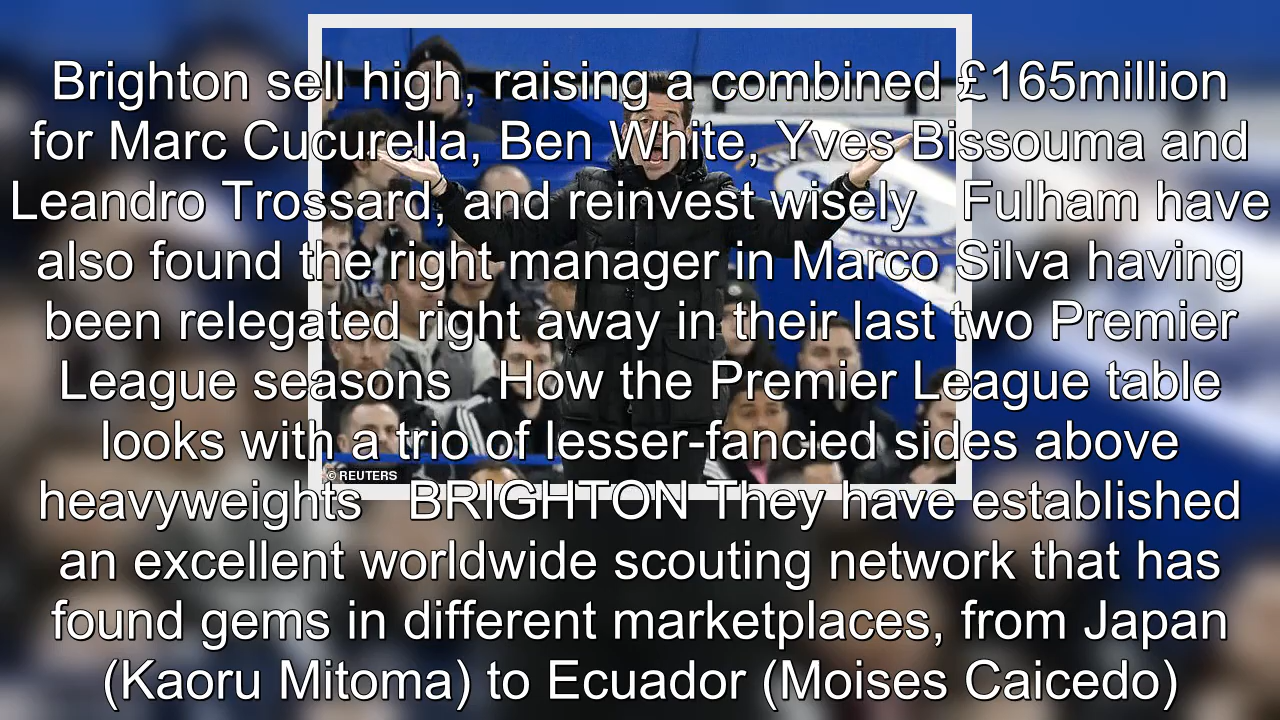 Brighton sell high, raising a combined £165million
for Marc Cucurella, Ben White, Yves Bissouma and
Leandro Trossard, and reinvest wisely   Fulham have
also found the right manager in Marco Silva having
been relegated right away in their last two Premier
League seasons   How the Premier League table
looks with a trio of lesser-fancied sides above
heavyweights   BRIGHTON They have established
an excellent worldwide scouting network that has
found gems in different marketplaces, from Japan
(Kaoru Mitoma) to Ecuador (Moises Caicedo)
© REUTERS